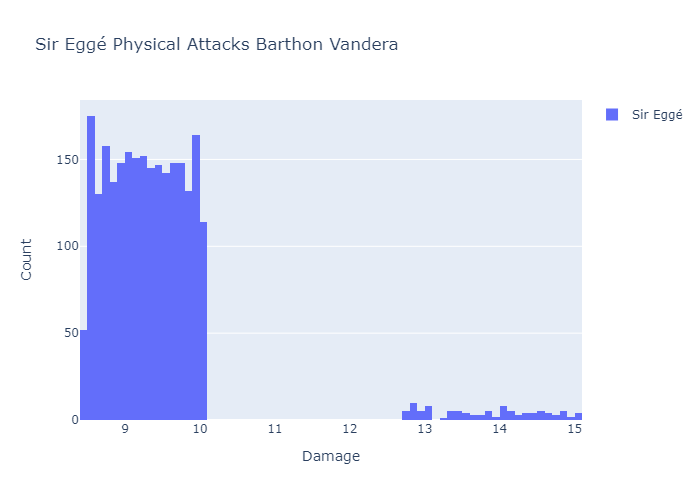 Sir Eggé Physical Attacks Barthon Vandera
Sir Eggé
150
100
50
0
Count
9 10 11 12 13 14 15
Damage